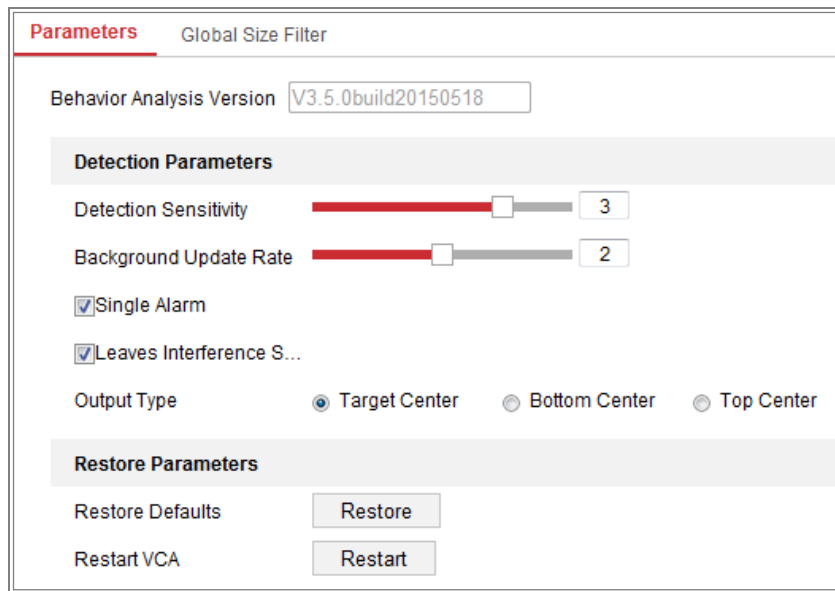 Parameters Global Size Filter
Behavior Analysis Version V3.5.0build20150518
Detection Parameters
Detection Sensitivity 3
Background Update Rate 2
Single Alarm
Leaves Interference S...
Output Type Target Center Bottom Center Top Center
Restore Parameters
Restore Defaults Restore
Restart VCA Restart